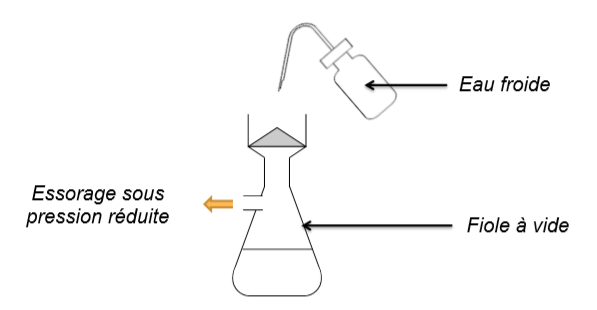 Eau froide
Essorage sous
pression réduite
Fiole à vide